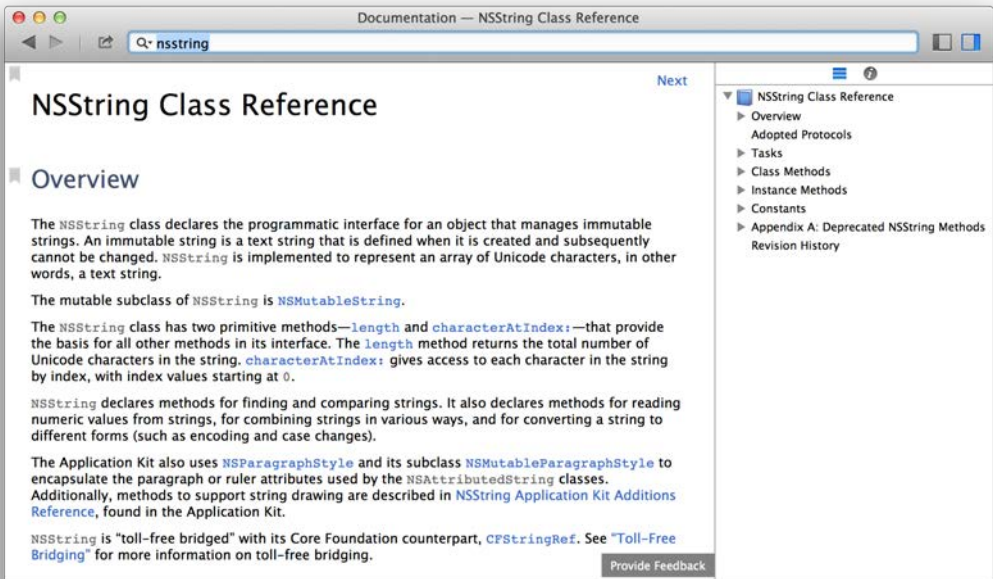 Documentation — NSString Class Reference
nsstring
Next
NSString Class Reference
Overview
The NSString class declares the programmatic interface for an object that manages immutable
strings. An immutable string is a text string that is defined when it is created and subsequently
cannot be changed. NSString is implemented to represent an array of Unicode characters, in other
words, a text string.
The mutable subclass of NSString is NSMutableString.
The NSString class has two primitive methods—length and characterAtIndex:—that provide
the basis for all other methods in its interface. The length method returns the total number of
Unicode characters in the string. characterAtIndex: gives access to each character in the string
by index, with index values starting at 0.
NSString declares methods for finding and comparing strings. It also declares methods for reading
numeric values from strings, for combining strings in various ways, and for converting a string to
different forms (such as encoding and case changes).
The Application Kit also uses NSParagraphStyle and its subclass NSMutableParagraphStyle to
encapsulate the paragraph or ruler attributes used by the NSAttributedString classes.
Additionally, methods to support string drawing are described in NSString Application Kit Additions
Reference, found in the Application Kit.
NSString is “toll-free bridged” with its Core Foundation counterpart, CFStringRef. See “Toll-Free
Bridging” for more information on toll-free bridging.
Provide Feedback
NSString Class Reference
Overview
Adopted Protocols
Tasks
Class Methods
Instance Methods
Constants
Appendix A: Deprecated NSString Methods
Revision History